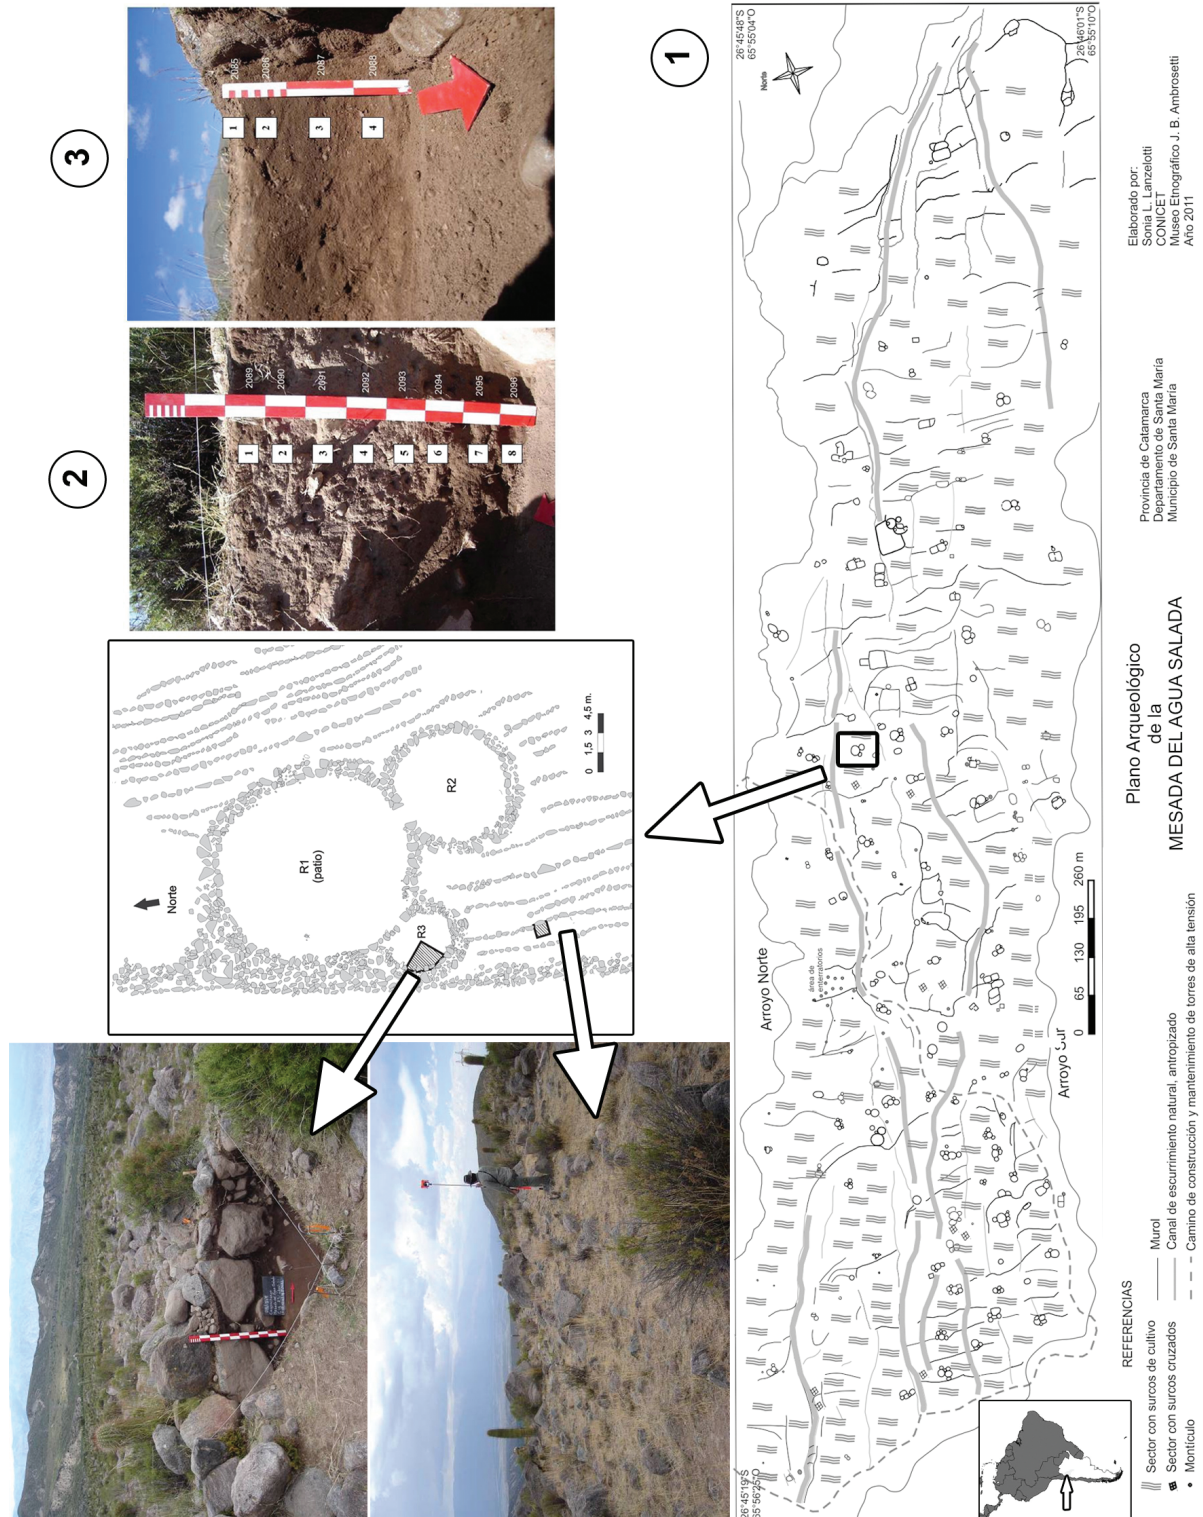 1
26°45'48"S
65°55'04"O
26°46'01"S
65°55'10"O
Norte
26°45'19"S
65°56'25"O
Arroyo Norte
área de
enterratorios
Arroyo Sur
0 65 130 195 260 m
Plano Arqueológico
de la
MESADA DEL AGUA SALADA
Provincia de Catamarca
Departamento de Santa María
Municipio de Santa María
Elaborado por:
Sonia L. Lanzelotti
CONICET
Museo Etnográfico J. B. Ambrosetti
Año 2011
REFERENCIAS
Sector con surcos de cultivo
Sector con surcos cruzados
Montículo
Murol
Canal de escurrimiento natural, antropizado
Camino de construcción y mantenimiento de torres de alta tensión
Norte
R1
(patio)
R2
R3
0 1,5 3 4,5 m.
2
1 2089
2 2090
3 2091
4 2092
5 2093
6 2094
7 2095
8 2096
3
1 2085
2 2086
3 2087
4 2088